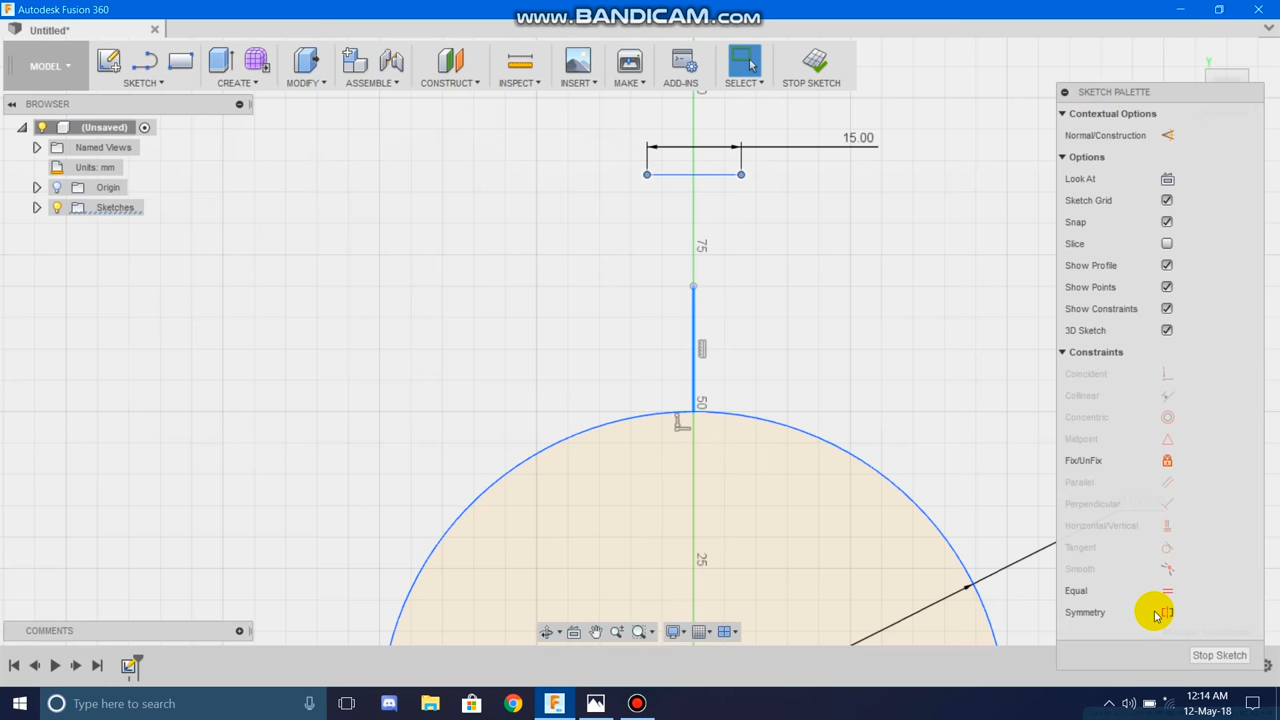 Autodesk Fusion 360
www.BANDICAM.com
Untitled*
MODEL
SKETCH
CREATE
MODIFY
ASSEMBLE
CONSTRUCT
INSPECT
INSERT
MAKE
ADD-INS
SELECT
STOP SKETCH
BROWSER
(Unsaved)
Named Views
Units: mm
Origin
Sketches
15.00
75
50
25
SKETCH PALETTE
Contextual Options
Normal/Construction
Options
Look At
Sketch Grid
Snap
Slice
Show Profile
Show Points
Show Constraints
3D Sketch
Constraints
Coincident
Collinear
Concentric
Midpoint
Fix/UnFix
Parallel
Perpendicular
Horizontal/Vertical
Tangent
Smooth
Equal
Symmetry
Stop Sketch
COMMENTS
Type here to search
12:14 AM
12-May-18